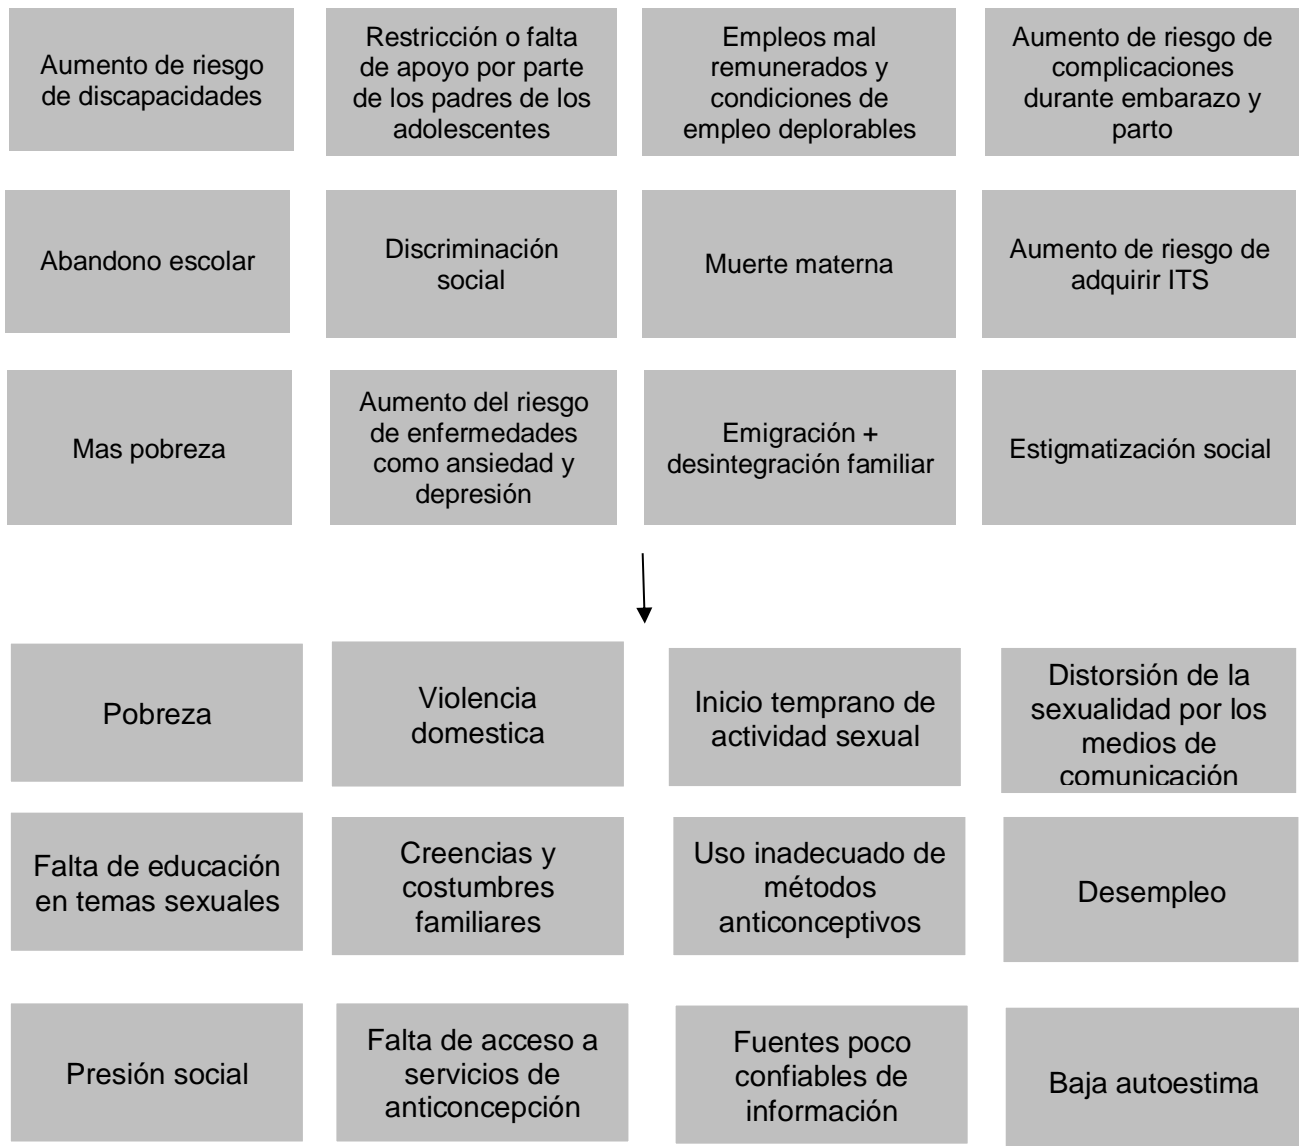 Aumento de riesgo
de discapacidades
Restricción o falta
de apoyo por parte
de los padres de los
adolescentes
Empleos mal
remunerados y
condiciones de
empleo deplorables
Aumento de riesgo de
complicaciones
durante embarazo y
parto
Abandono escolar
Discriminación
social
Muerte materna
Aumento de riesgo de
adquirir ITS
Mas pobreza
Aumento del riesgo
de enfermedades
como ansiedad y
depresión
Emigración +
desintegración familiar
Estigmatización social
Pobreza
Violencia
domestica
Inicio temprano de
actividad sexual
Distorsión de la
sexualidad por los
medios de
comunicación
Falta de educación
en temas sexuales
Creencias y
costumbres
familiares
Uso inadecuado de
métodos
anticonceptivos
Desempleo
Presión social
Falta de acceso a
servicios de
anticoncepción
Fuentes poco
confiables de
información
Baja autoestima